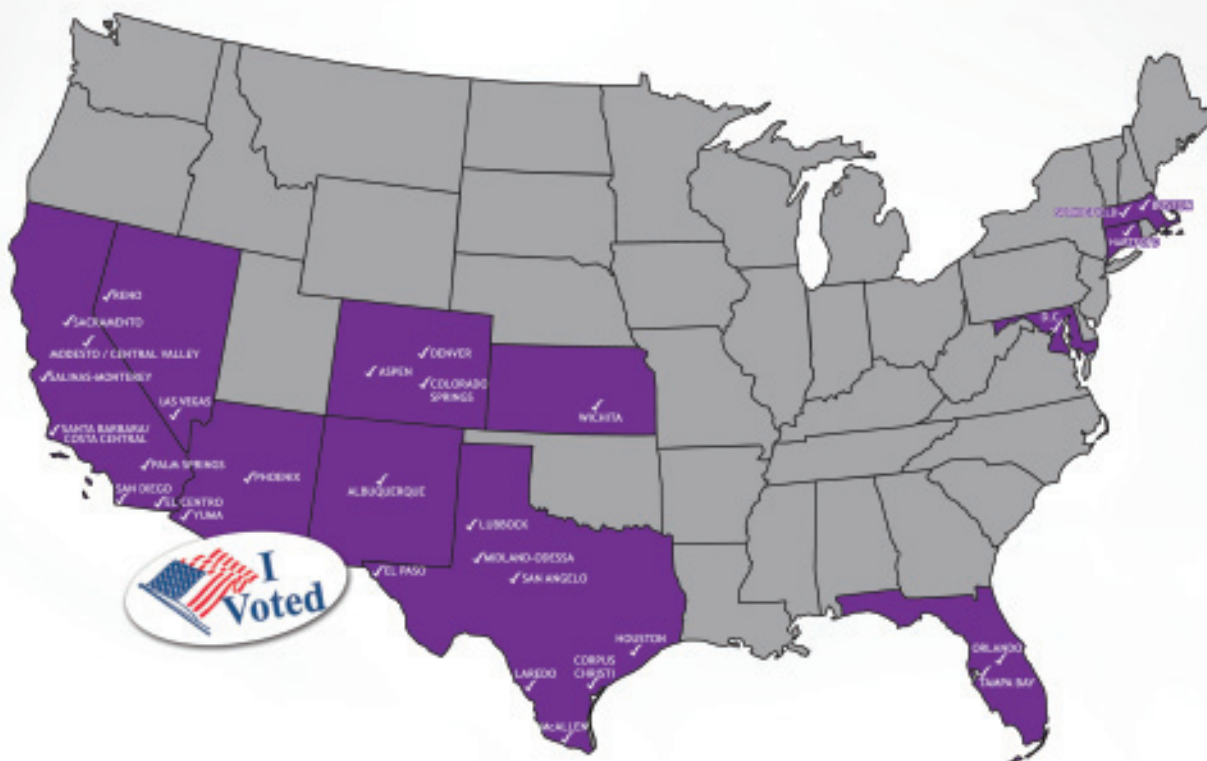 BOSTON
SPRINGFIELD
HARTFORD
RENO
D.C.
SACRAMENTO
MODESTO / CENTRAL VALLEY
DENVER
ASPEN
SALINAS-MONTEREY
COLORADO
SPRINGS
LAS VEGAS
WICHITA
SANTA BARBARA/
COSTA CENTRAL
PALM SPRINGS
PHOENIX
SAN DIEGO
ALBUQUERQUE
EL CENTRO
YUMA
LUBBOCK
MIDLAND-ODESSA
EL PASO
SAN ANGELO
I
Voted
HOUSTON
ORLANDO
CORPUS
CHRISTI
LAREDO
TAMPA BAY
McALLEN